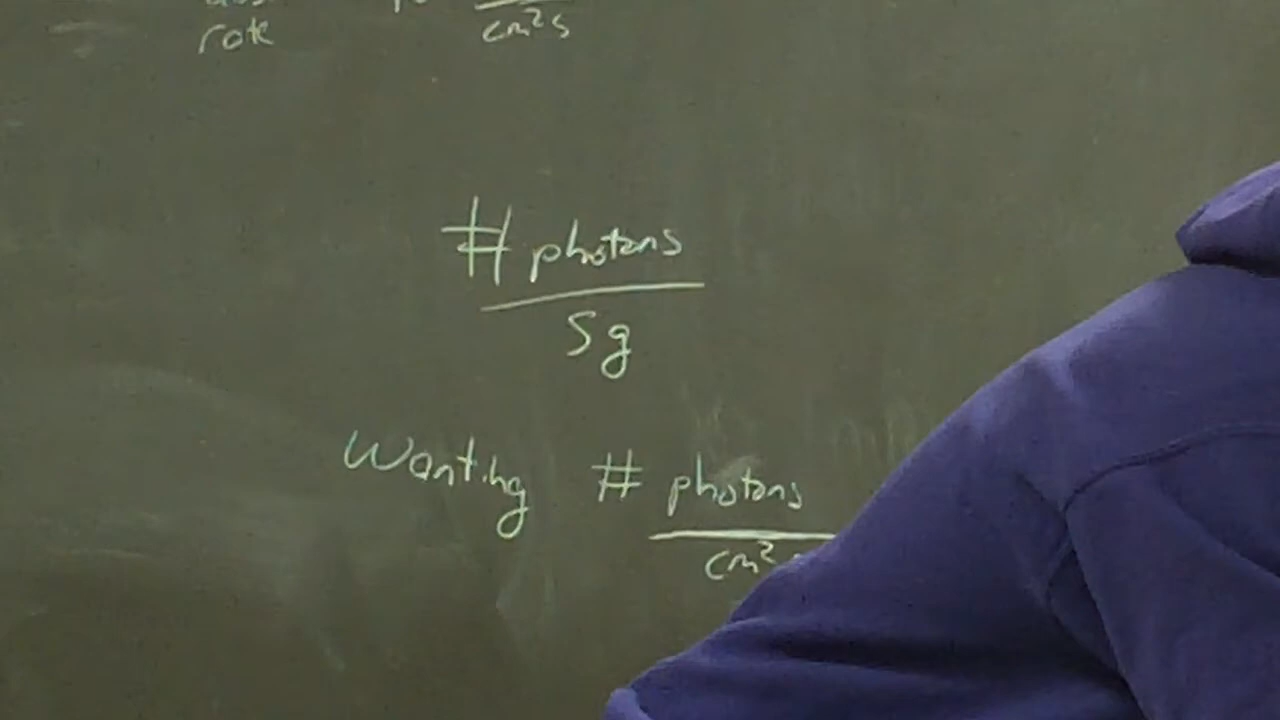 rate
cm²s
# photons
sg
Wanting # photons
cm²